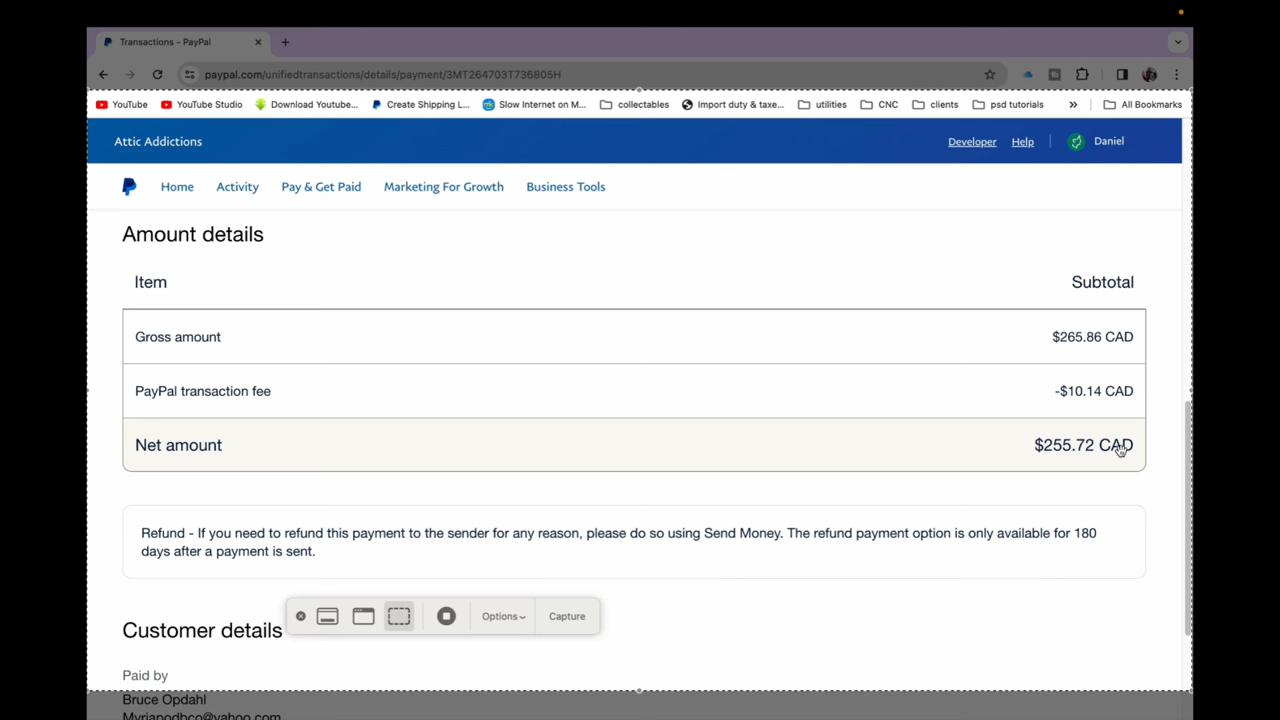 Transactions - PayPal
paypal.com/unifiedtransactions/details/payment/3MT264703T736805H
YouTube YouTube Studio Download Youtube... Create Shipping L... Slow Internet on M... collectables Import duty & taxe... utilities CNC clients psd tutorials » All Bookmarks
Attic Addictions Developer Help Daniel
Home Activity Pay & Get Paid Marketing For Growth Business Tools
Amount details
Item Subtotal
Gross amount $265.86 CAD
PayPal transaction fee -$10.14 CAD
Net amount $255.72 CAD
Refund - If you need to refund this payment to the sender for any reason, please do so using Send Money. The refund payment option is only available for 180
days after a payment is sent.
Options Capture
Customer details
Paid by
Bruce Opdahl
Myriapodbco@yahoo.com